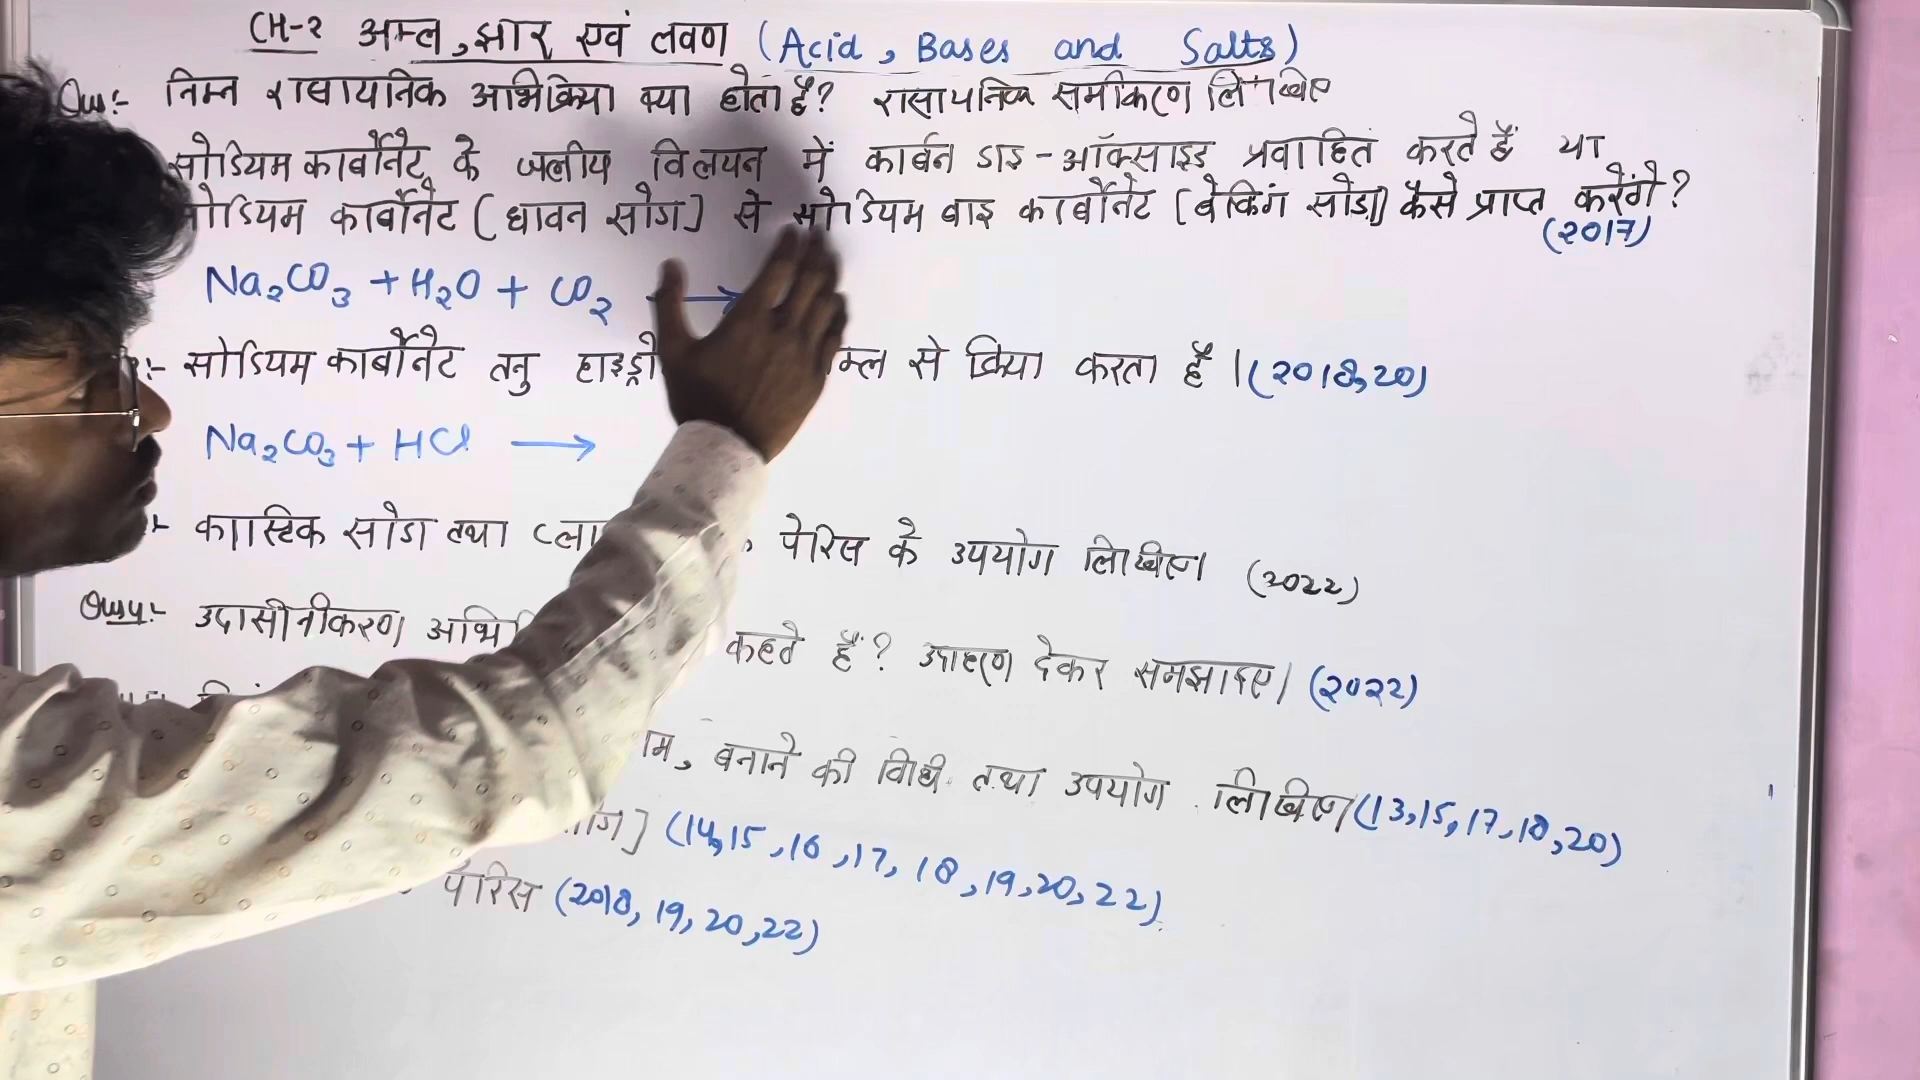 CH-2 अम्ल, क्षार एवं लवण (Acid, Bases and Salts)
Ques:- निम्न रासायनिक अभिक्रिया क्या होता है? रासायनिक समीकरण लिखिए
सोडियम कार्बोनेट के जलीय विलयन में कार्बन डाइ-ऑक्साइड प्रवाहित करते हैं या
सोडियम कार्बोनेट [धावन सोडा] से सोडियम बाइ कार्बोनेट [बेकिंग सोडा] कैसे प्राप्त करेंगे?
(2017)
Na₂CO₃ + H₂O + CO₂ →
:- सोडियम कार्बोनेट तनु हाइड्रो म्ल से क्रिया करता है। (2018,20)
Na₂CO₃ + HCl →
:- कास्टिक सोडा तथा प्ला पेरिस के उपयोग लिखिए। (2022)
Ques4:- उदासीनीकरण अभि कहते हैं? उदाहरण देकर समझाइए। (2022)
बनाने की विधि तथा उपयोग लिखिए। (13,15,17,18,20)
] (14,15,16,17,18,19,20,22)
पेरिस (2018,19,20,22)